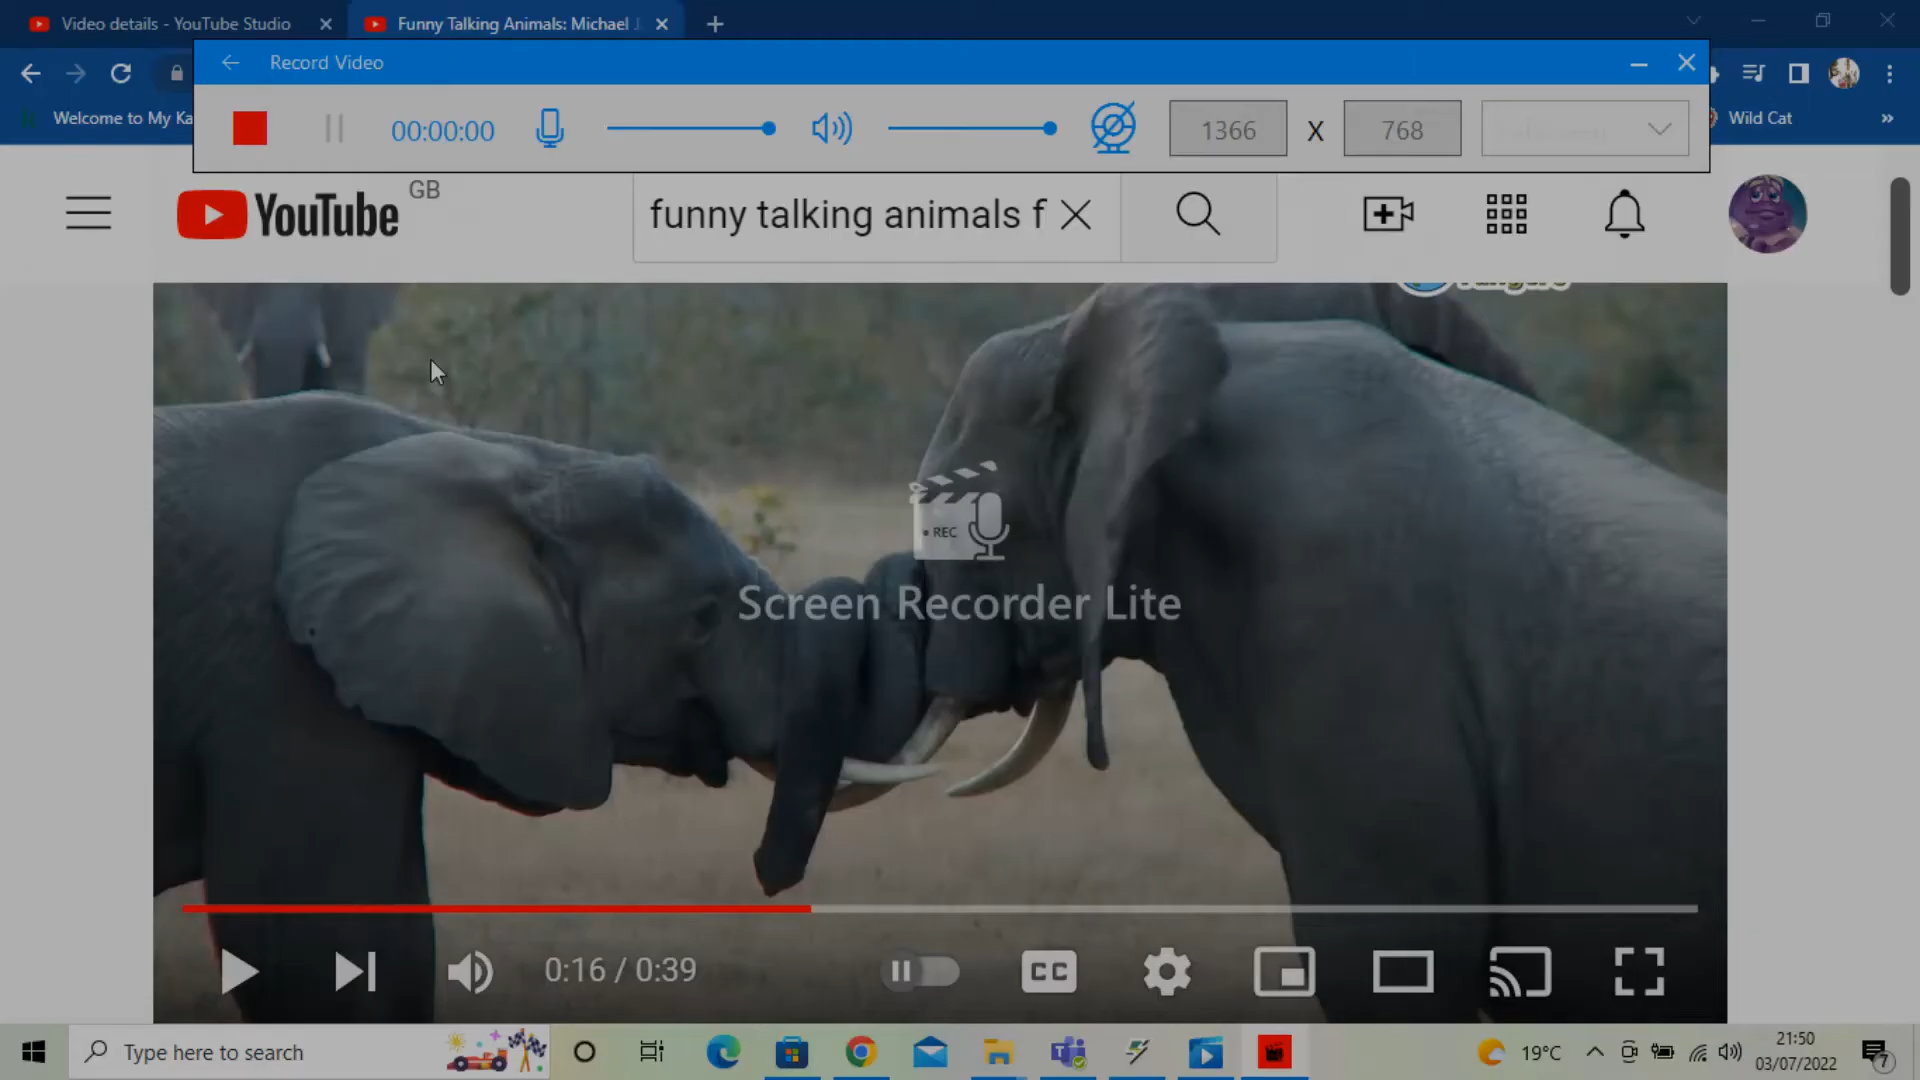 Video details - YouTube Studio
Funny Talking Animals: Michael J
Record Video
Welcome to My Ka
00:00:00
1366 X 768
Wild Cat
»
YouTube GB
funny talking animals f
REC
Screen Recorder Lite
0:16 / 0:39
CC
Type here to search
19°C
21:50
03/07/2022
7